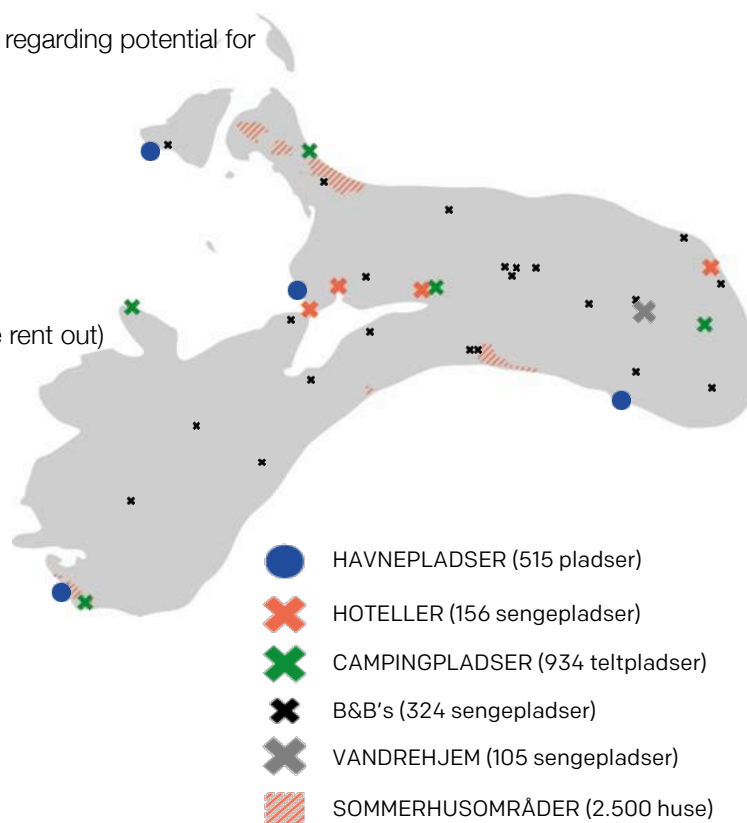 regarding potential for
e rent out)
HAVNEPLADSER (515 pladser)
HOTELLER (156 sengepladser)
CAMPINGPLADSER (934 teltpladser)
B&B's (324 sengepladser)
VANDREHJEM (105 sengepladser)
SOMMERHUSOMRÅDER (2.500 huse)